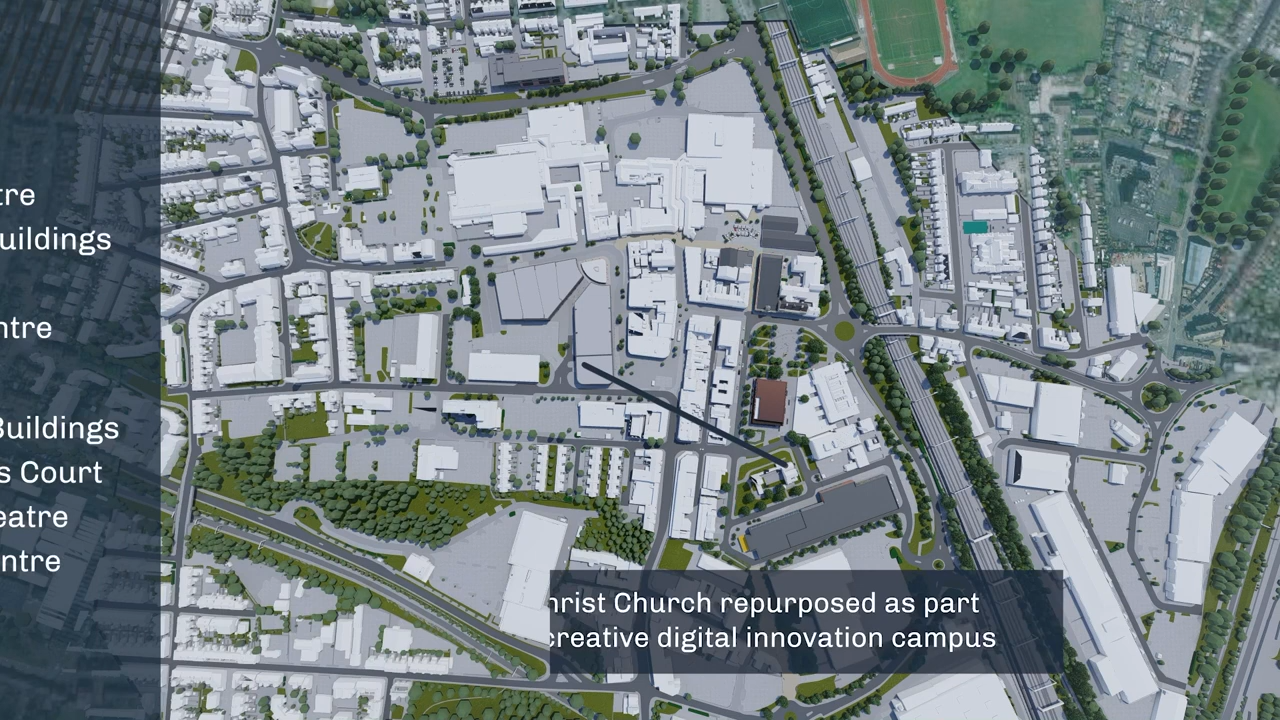 tre
uildings
ntre
Buildings
s Court
eatre
ntre
hrist Church repurposed as part
creative digital innovation campus